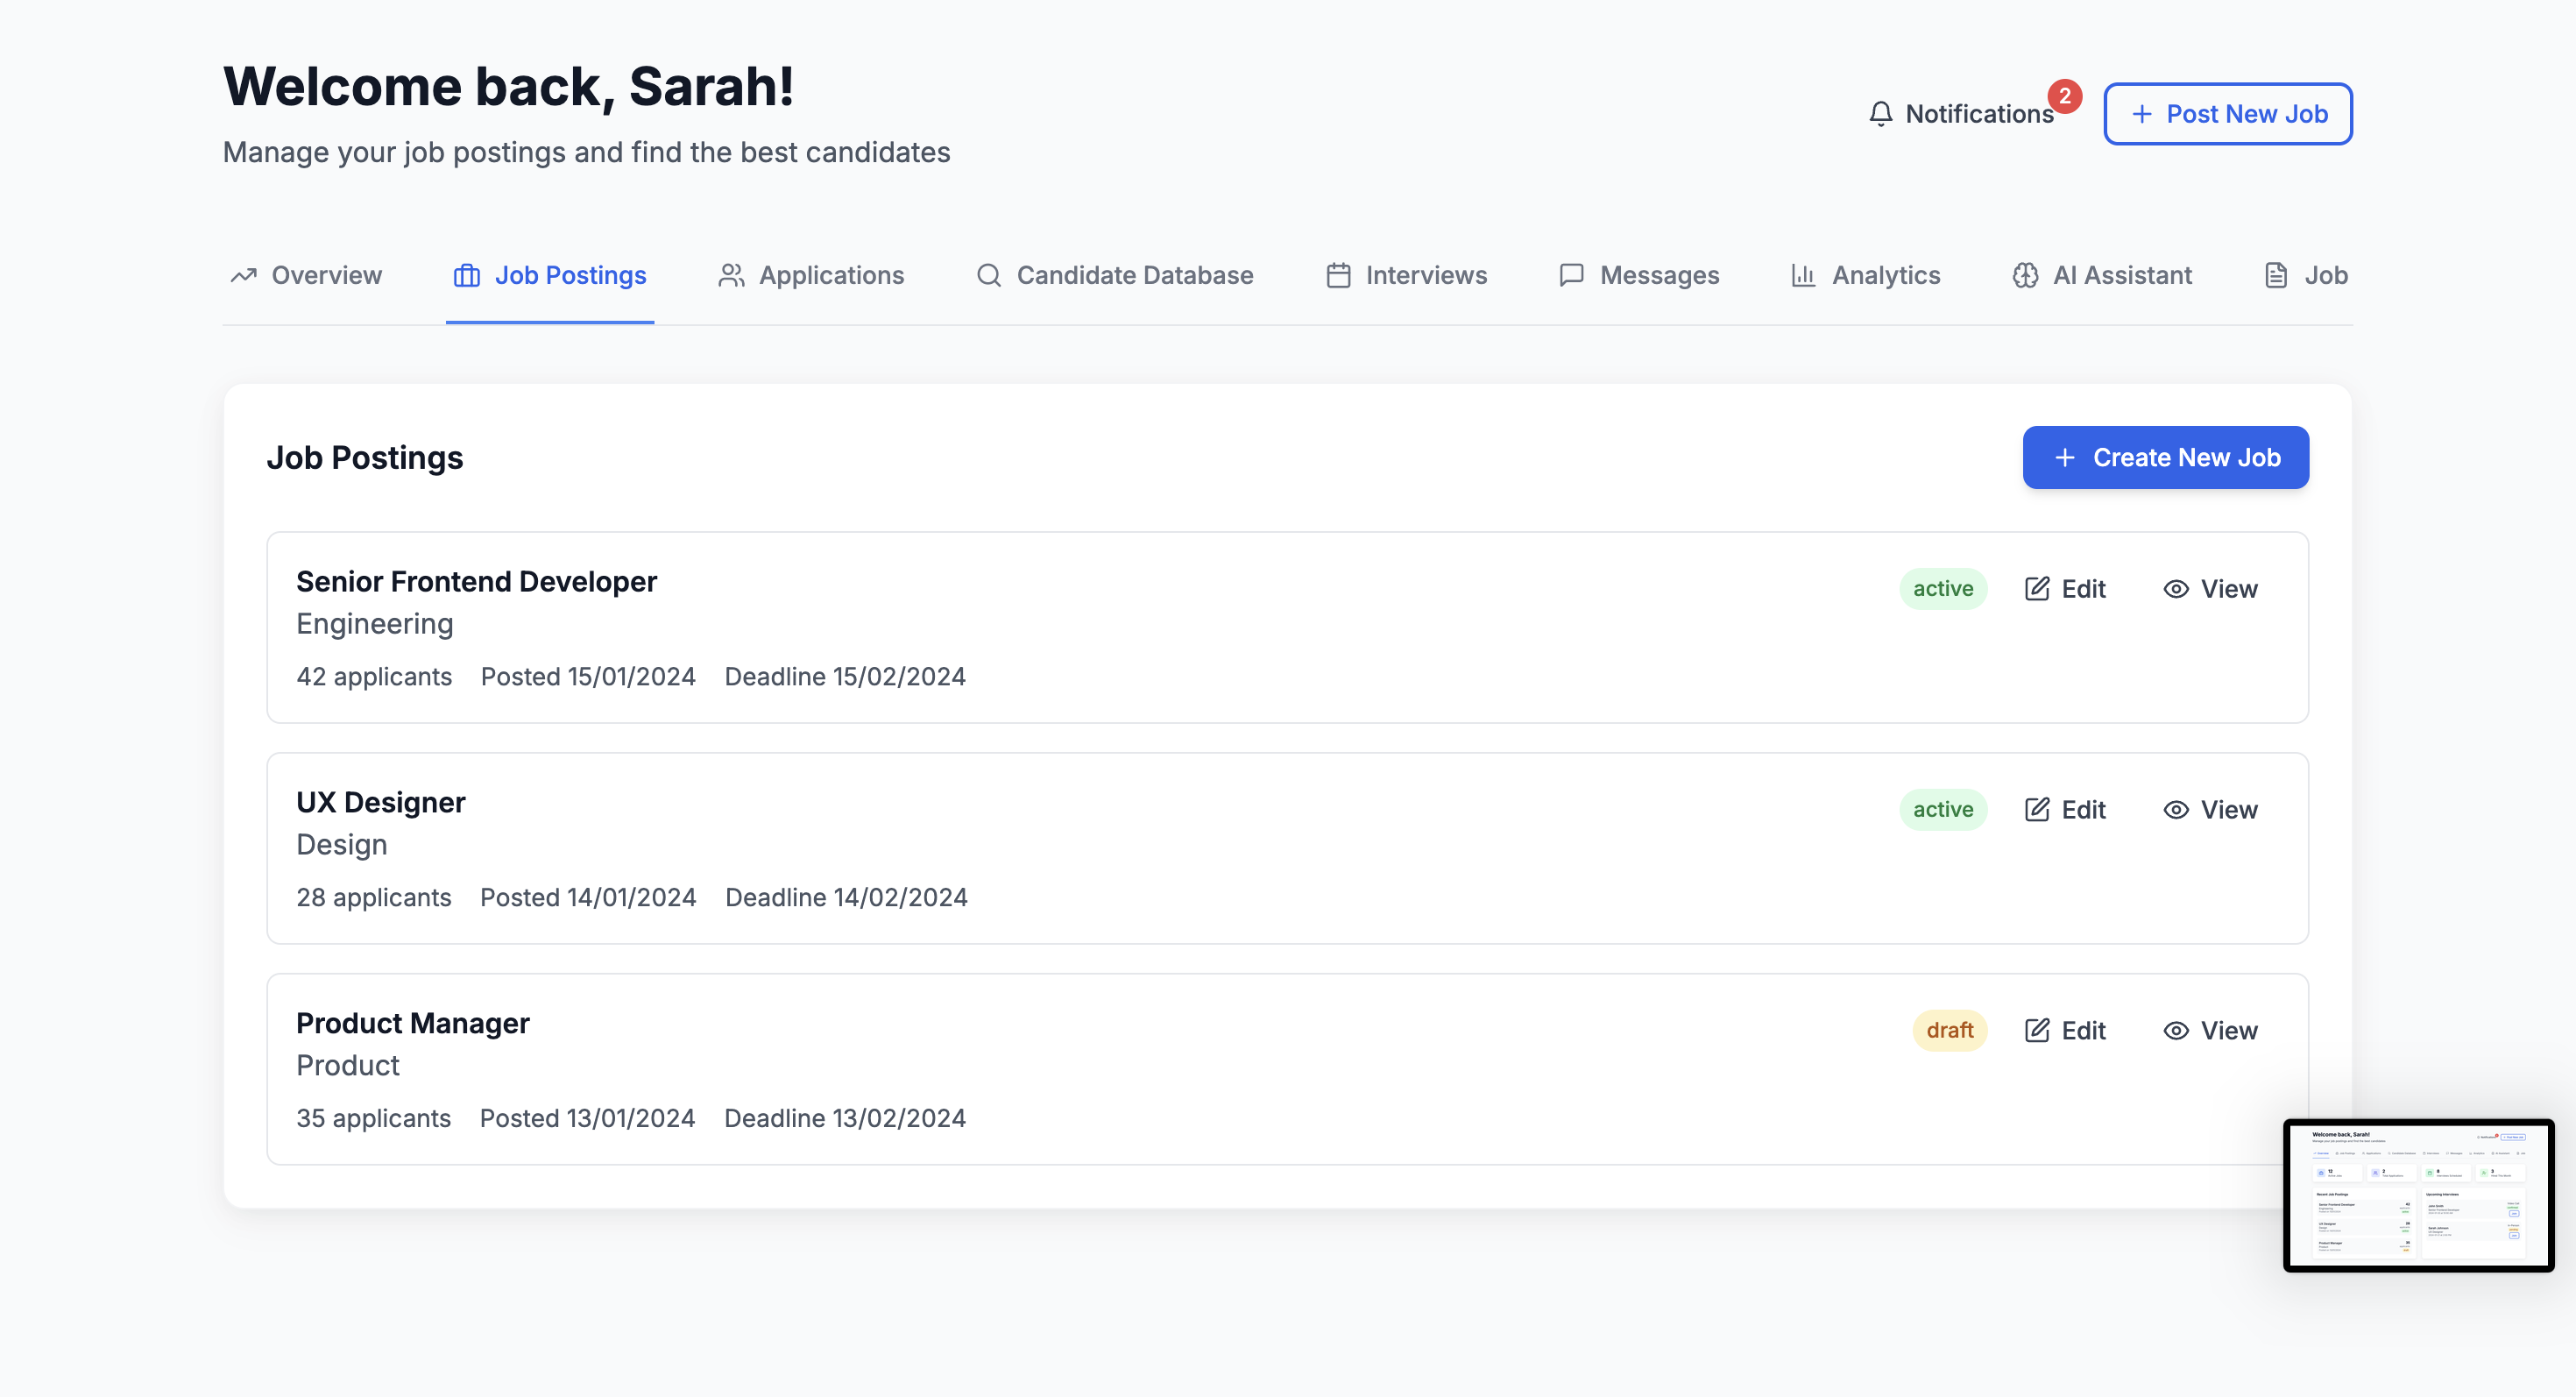 Welcome back, Sarah!
Manage your job postings and find the best candidates
Notifications 2
+ Post New Job
Overview Job Postings Applications Candidate Database Interviews Messages Analytics AI Assistant Job
Job Postings
+ Create New Job
Senior Frontend Developer
active Edit View
Engineering
42 applicants Posted 15/01/2024 Deadline 15/02/2024
UX Designer
active Edit View
Design
28 applicants Posted 14/01/2024 Deadline 14/02/2024
Product Manager
draft Edit View
Product
35 applicants Posted 13/01/2024 Deadline 13/02/2024
Welcome back, Sarah!